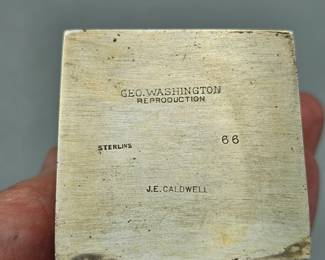 GEO. WASHINGTON
REPRODUCTION
STERLING 66
J.E. CALDWELL